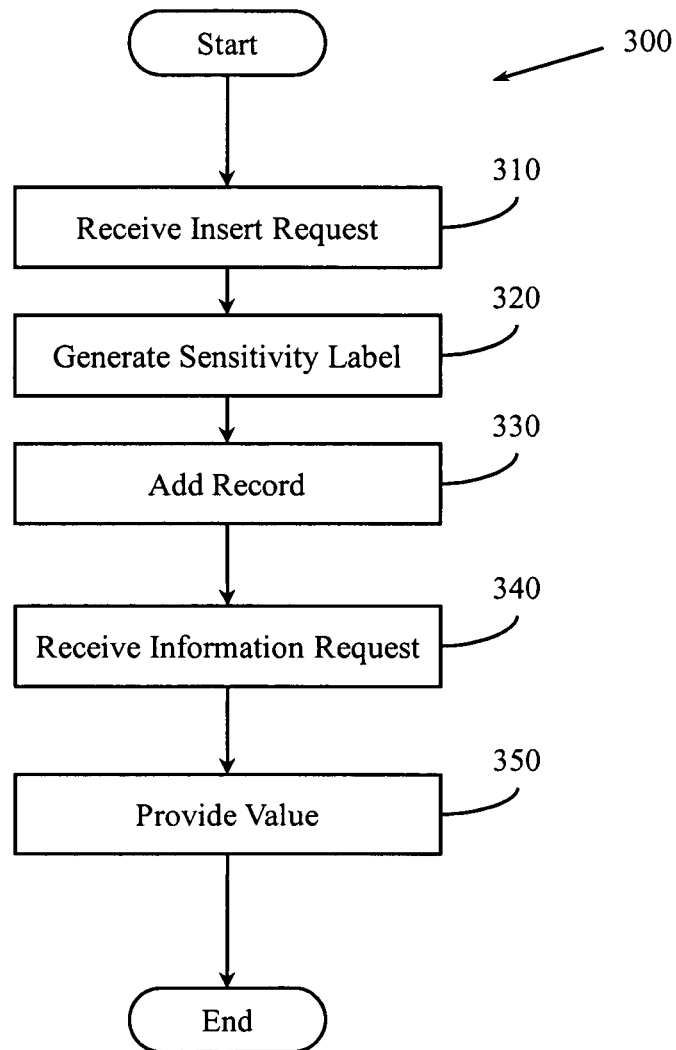 Start
300
310
Receive Insert Request
320
Generate Sensitivity Label
330
Add Record
340
Receive Information Request
350
Provide Value
End